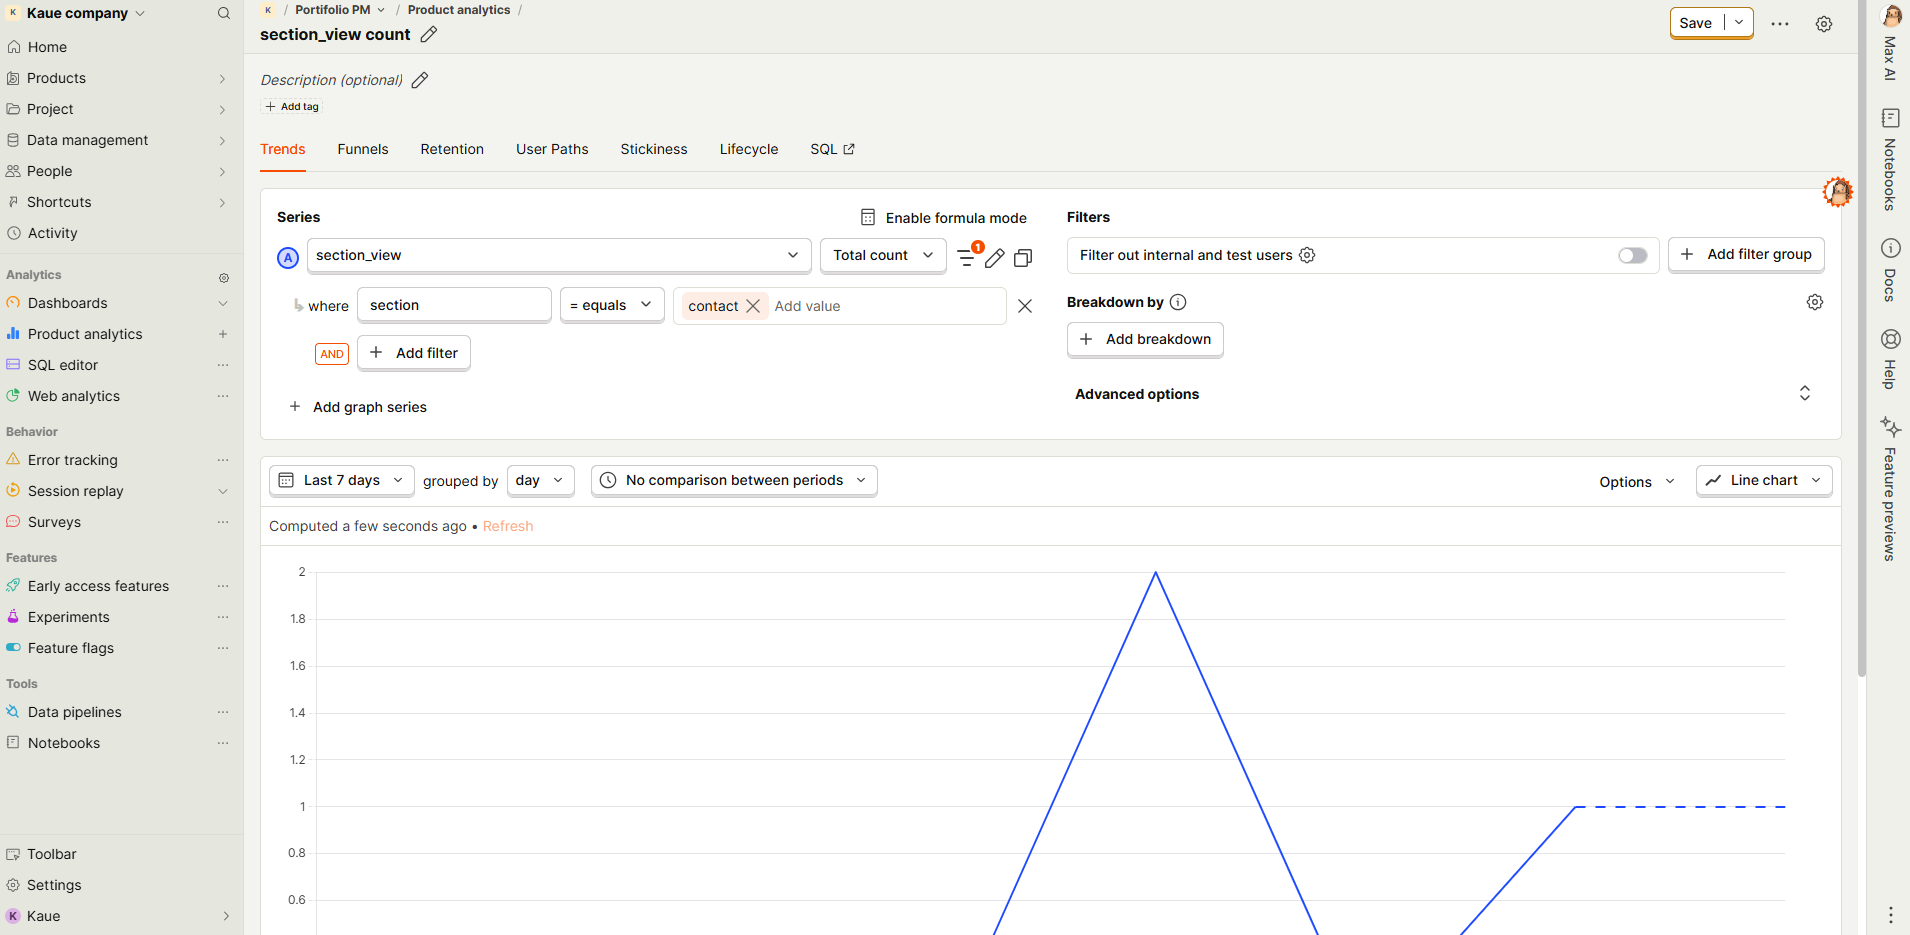 K Kaue company
Home
Products
Project
Data management
People
Shortcuts
Activity
Analytics
Dashboards
Product analytics
SQL editor
Web analytics
Behavior
Error tracking
Session replay
Surveys
Features
Early access features
Experiments
Feature flags
Tools
Data pipelines
Notebooks
Toolbar
Settings
K Kaue
K / Portifolio PM / Product analytics /
section_view count
Save
Description (optional)
Add tag
Trends Funnels Retention User Paths Stickiness Lifecycle SQL
Series Enable formula mode
A section_view Total count 1
where section = equals contact Add value
AND Add filter
Add graph series
Filters
Filter out internal and test users Add filter group
Breakdown by
Add breakdown
Advanced options
Last 7 days grouped by day No comparison between periods Options Line chart
Computed a few seconds ago • Refresh
2
1.8
1.6
1.4
1.2
1
0.8
0.6
Max AI
Notebooks
Docs
Help
Feature previews